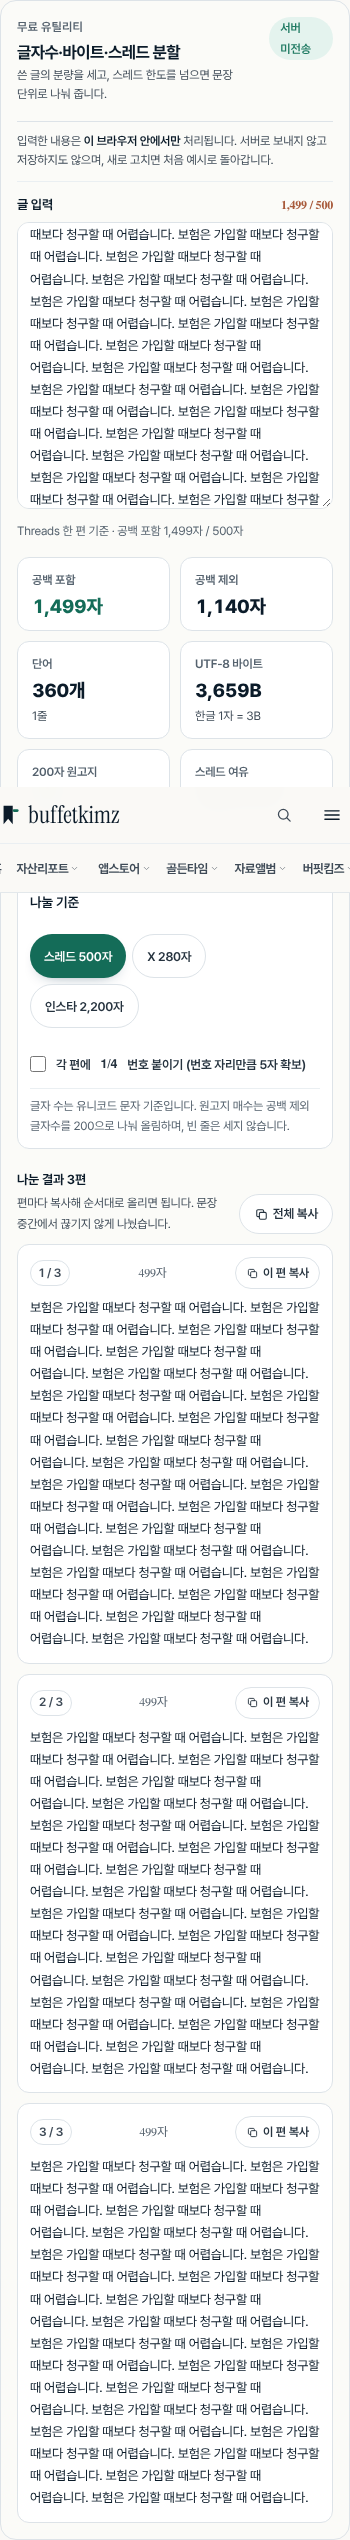 무료 유틸리티
글자수·바이트·스레드 분할
서버
미전송
쓴 글의 분량을 세고, 스레드 한도를 넘으면 문장
단위로 나눠 줍니다.
입력한 내용은 이 브라우저 안에서만 처리됩니다. 서버로 보내지 않고
저장하지도 않으며, 새로 고치면 처음 예시로 돌아갑니다.
글 입력
1,499 / 500
때보다 청구할 때 어렵습니다. 보험은 가입할 때보다 청구할
때 어렵습니다. 보험은 가입할 때보다 청구할 때
어렵습니다. 보험은 가입할 때보다 청구할 때 어렵습니다.
보험은 가입할 때보다 청구할 때 어렵습니다. 보험은 가입할
때보다 청구할 때 어렵습니다. 보험은 가입할 때보다 청구할
때 어렵습니다. 보험은 가입할 때보다 청구할 때
어렵습니다. 보험은 가입할 때보다 청구할 때 어렵습니다.
보험은 가입할 때보다 청구할 때 어렵습니다. 보험은 가입할
때보다 청구할 때 어렵습니다. 보험은 가입할 때보다 청구할
때 어렵습니다. 보험은 가입할 때보다 청구할 때
어렵습니다. 보험은 가입할 때보다 청구할 때 어렵습니다.
보험은 가입할 때보다 청구할 때 어렵습니다. 보험은 가입할
때보다 청구할 때 어렵습니다. 보험은 가입할 때보다 청구할
Threads 한 편 기준 · 공백 포함 1,499자 / 500자
공백 포함
1,499자
공백 제외
1,140자
단어
360개
1줄
UTF-8 바이트
3,659B
한글 1자 = 3B
200자 원고지
스레드 여유
buffetkimz
자산리포트
앱스토어
골든타임
자료앨범
버핏킴즈
나눌 기준
스레드 500자
X 280자
인스타 2,200자
각 편에 1/4 번호 붙이기 (번호 자리만큼 5자 확보)
글자 수는 유니코드 문자 기준입니다. 원고지 매수는 공백 제외
글자수를 200으로 나눠 올림하며, 빈 줄은 세지 않습니다.
나눈 결과 3편
편마다 복사해 순서대로 올리면 됩니다. 문장
중간에서 끊기지 않게 나눴습니다.
전체 복사
1 / 3
499자
이 편 복사
보험은 가입할 때보다 청구할 때 어렵습니다. 보험은 가입할
때보다 청구할 때 어렵습니다. 보험은 가입할 때보다 청구할
때 어렵습니다. 보험은 가입할 때보다 청구할 때
어렵습니다. 보험은 가입할 때보다 청구할 때 어렵습니다.
보험은 가입할 때보다 청구할 때 어렵습니다. 보험은 가입할
때보다 청구할 때 어렵습니다. 보험은 가입할 때보다 청구할
때 어렵습니다. 보험은 가입할 때보다 청구할 때
어렵습니다. 보험은 가입할 때보다 청구할 때 어렵습니다.
보험은 가입할 때보다 청구할 때 어렵습니다. 보험은 가입할
때보다 청구할 때 어렵습니다. 보험은 가입할 때보다 청구할
때 어렵습니다. 보험은 가입할 때보다 청구할 때
어렵습니다. 보험은 가입할 때보다 청구할 때 어렵습니다.
보험은 가입할 때보다 청구할 때 어렵습니다. 보험은 가입할
때보다 청구할 때 어렵습니다. 보험은 가입할 때보다 청구할
때 어렵습니다. 보험은 가입할 때보다 청구할 때
어렵습니다. 보험은 가입할 때보다 청구할 때 어렵습니다.
2 / 3
499자
이 편 복사
보험은 가입할 때보다 청구할 때 어렵습니다. 보험은 가입할
때보다 청구할 때 어렵습니다. 보험은 가입할 때보다 청구할
때 어렵습니다. 보험은 가입할 때보다 청구할 때
어렵습니다. 보험은 가입할 때보다 청구할 때 어렵습니다.
보험은 가입할 때보다 청구할 때 어렵습니다. 보험은 가입할
때보다 청구할 때 어렵습니다. 보험은 가입할 때보다 청구할
때 어렵습니다. 보험은 가입할 때보다 청구할 때
어렵습니다. 보험은 가입할 때보다 청구할 때 어렵습니다.
보험은 가입할 때보다 청구할 때 어렵습니다. 보험은 가입할
때보다 청구할 때 어렵습니다. 보험은 가입할 때보다 청구할
때 어렵습니다. 보험은 가입할 때보다 청구할 때
어렵습니다. 보험은 가입할 때보다 청구할 때 어렵습니다.
보험은 가입할 때보다 청구할 때 어렵습니다. 보험은 가입할
때보다 청구할 때 어렵습니다. 보험은 가입할 때보다 청구할
때 어렵습니다. 보험은 가입할 때보다 청구할 때
어렵습니다. 보험은 가입할 때보다 청구할 때 어렵습니다.
3 / 3
499자
이 편 복사
보험은 가입할 때보다 청구할 때 어렵습니다. 보험은 가입할
때보다 청구할 때 어렵습니다. 보험은 가입할 때보다 청구할
때 어렵습니다. 보험은 가입할 때보다 청구할 때
어렵습니다. 보험은 가입할 때보다 청구할 때 어렵습니다.
보험은 가입할 때보다 청구할 때 어렵습니다. 보험은 가입할
때보다 청구할 때 어렵습니다. 보험은 가입할 때보다 청구할
때 어렵습니다. 보험은 가입할 때보다 청구할 때
어렵습니다. 보험은 가입할 때보다 청구할 때 어렵습니다.
보험은 가입할 때보다 청구할 때 어렵습니다. 보험은 가입할
때보다 청구할 때 어렵습니다. 보험은 가입할 때보다 청구할
때 어렵습니다. 보험은 가입할 때보다 청구할 때
어렵습니다. 보험은 가입할 때보다 청구할 때 어렵습니다.
보험은 가입할 때보다 청구할 때 어렵습니다. 보험은 가입할
때보다 청구할 때 어렵습니다. 보험은 가입할 때보다 청구할
때 어렵습니다. 보험은 가입할 때보다 청구할 때
어렵습니다. 보험은 가입할 때보다 청구할 때 어렵습니다.